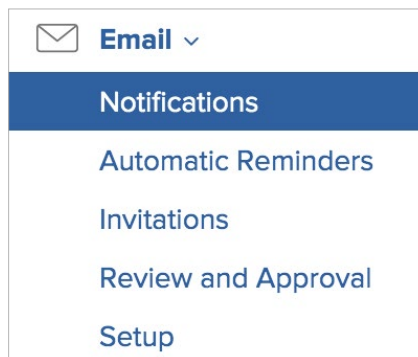 Email
Notifications
Automatic Reminders
Invitations
Review and Approval
Setup